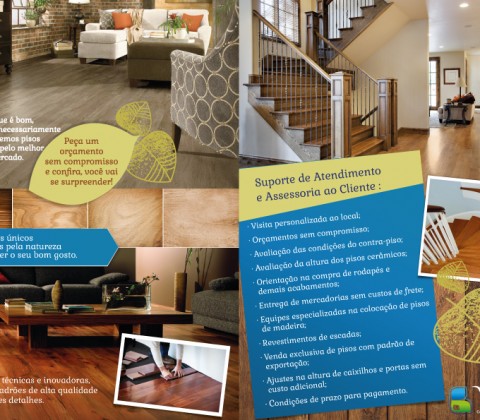 ue é bom,
necessariamente
emos pisos
pelo melhor
rcado.
Peça um
orçamento
sem compromisso
e confira, você vai
se surpreender!
s únicos
s pela natureza
er o seu bom gosto.
técnicas e inovadoras,
adrões de alta qualidade
es detalhes.
Suporte de Atendimento
e Assessoria ao Cliente :
· Visita personalizada ao local;
· Orçamentos sem compromisso;
· Avaliação das condições do contra-piso;
· Avaliação da altura dos pisos cerâmicos;
· Orientação na compra de rodapés e
demais acabamentos;
· Entrega de mercadorias sem custos de frete;
· Equipes especializadas na colocação de pisos
de madeira;
· Revestimentos de escadas;
· Venda exclusiva de pisos com padrão de
exportação;
· Ajustes na altura de caixilhos e portas sem
custo adicional;
· Condições de prazo para pagamento.